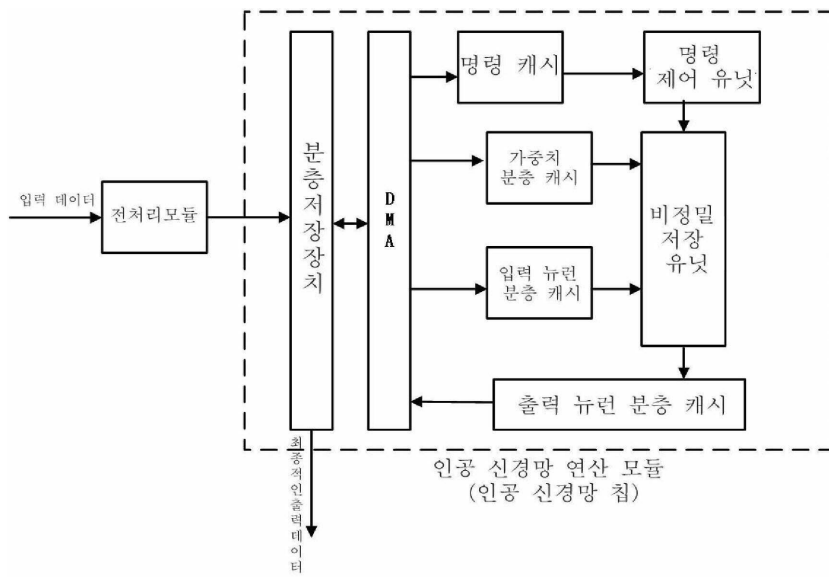 입력 데이터
전처리모듈
분층저장장치
DMA
명령 캐시
명령
제어 유닛
가중치
분층 캐시
입력 뉴런
분층 캐시
비정밀
저장
유닛
출력 뉴런 분층 캐시
최종적인출력데이터
인공 신경망 연산 모듈
(인공 신경망 칩)